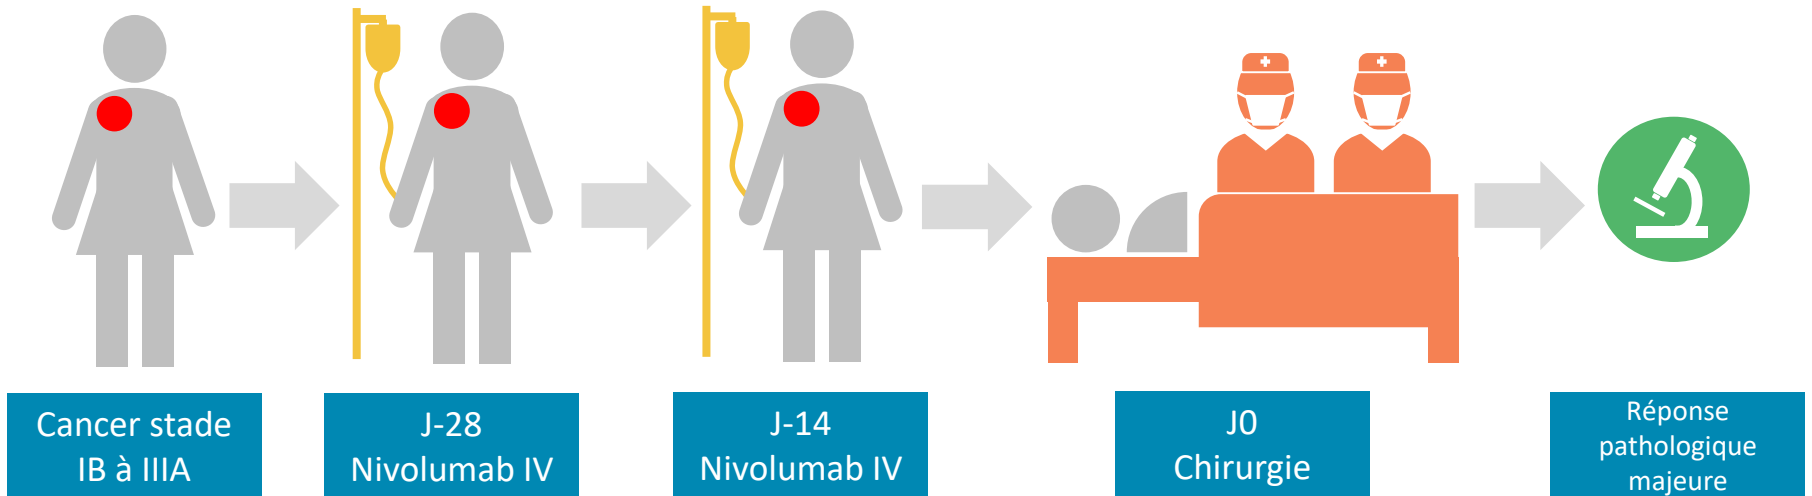 Cancer stade
IB à IIIA
J-28
Nivolumab IV
J-14
Nivolumab IV
J0
Chirurgie
Réponse
pathologique
majeure